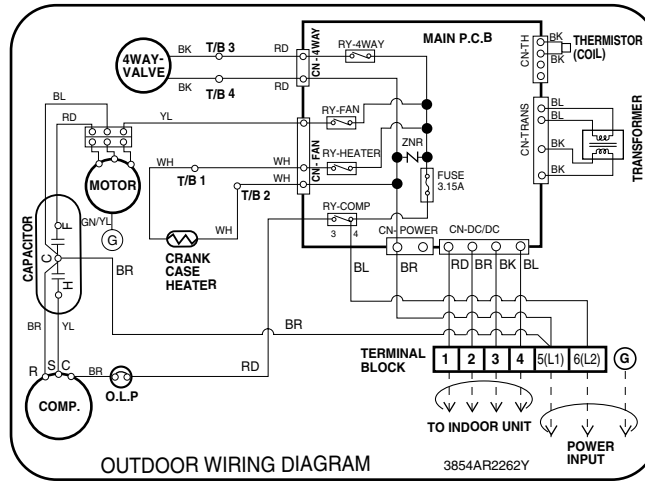 MAIN P.C.B
4WAY-
VALVE
BK
T/B 3
RD
BK
T/B 4
RD
CN-4WAY
RY-4WAY
CN-TH
BK
BK
THERMISTOR
(COIL)
BL
RD
YL
RY-FAN
CN-TRANS
BL
BL
BK
BK
TRANSFORMER
ZNR
CN-FAN
WH
WH
RY-HEATER
T/B 1
WH
T/B 2
FUSE
3.15A
MOTOR
GN/YL
G
RY-COMP
3 4
CN-POWER
CN-DC/DC
CAPACITOR
F
C
H
WH
CRANK
CASE
HEATER
BR
BL
BR
RD
BR
BK
BL
BR
BR
YL
R
S
C
BR
O.L.P
RD
COMP.
TERMINAL
BLOCK
1
2
3
4
5(L1)
6(L2)
G
TO INDOOR UNIT
POWER
INPUT
OUTDOOR WIRING DIAGRAM
3854AR2262Y